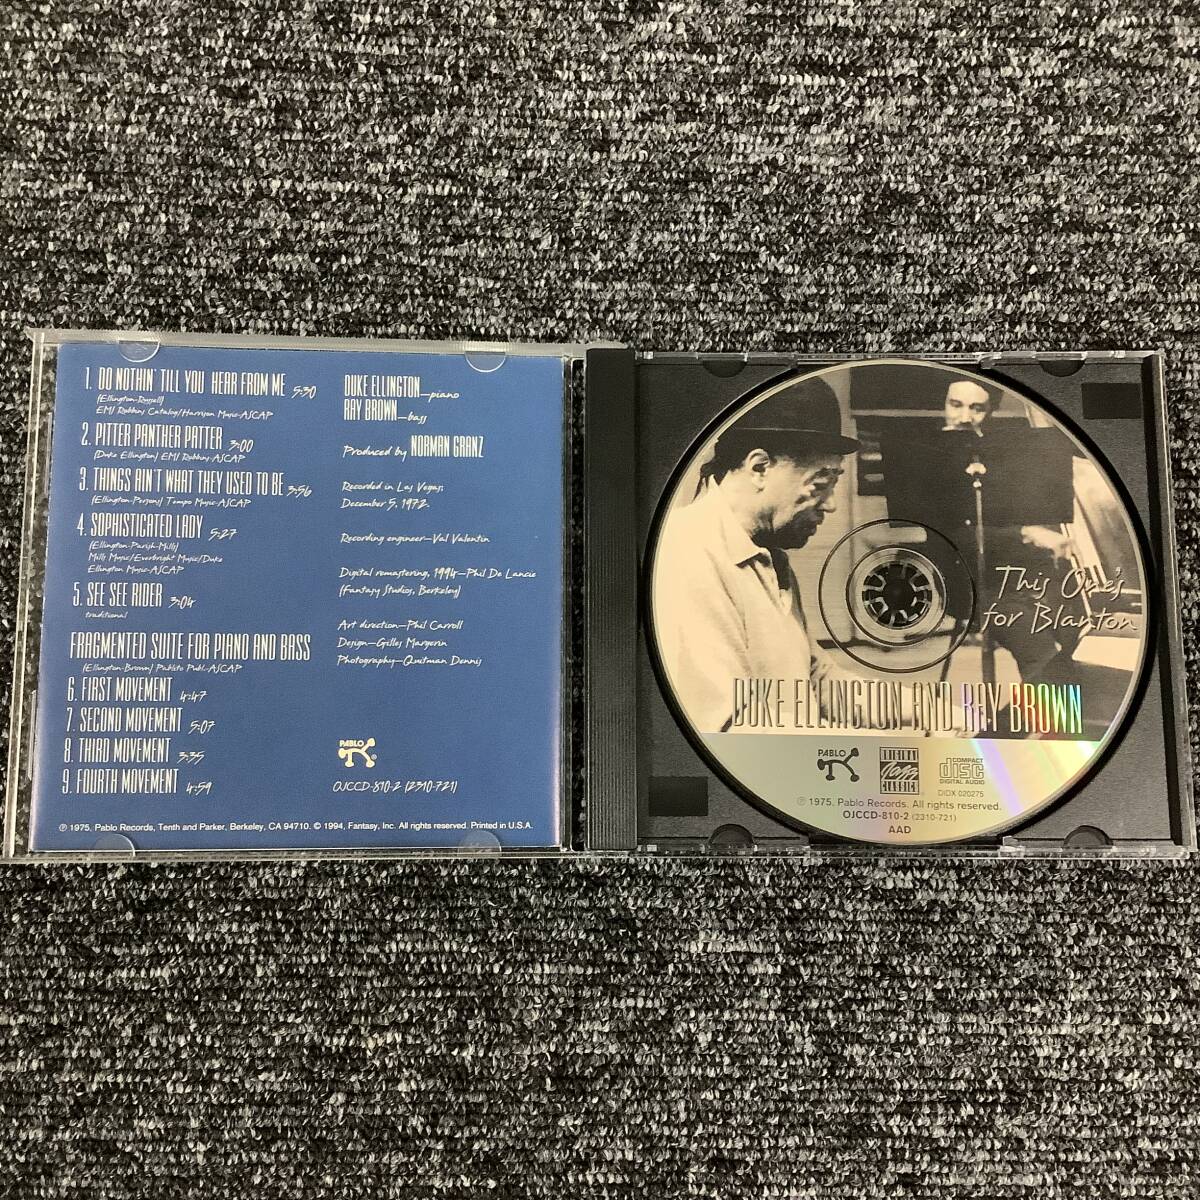 1. DO NOTHIN' TILL YOU HEAR FROM ME 5:30
(Ellington-Russell)
EMI Robbins Catalog/Harrison Music-ASCAP
2. PITTER PANTHER PATTER 3:00
(Duke Ellington) EMI Robbins-ASCAP
3. THINGS AIN'T WHAT THEY USED TO BE 3:56
(Ellington-Persons) Tempo Music-ASCAP
4. SOPHISTICATED LADY 5:27
(Ellington-Parish-Mills)
Mills Music/Everbright Music/Duke
Ellington Music-ASCAP
5. SEE SEE RIDER 3:04
traditional
FRAGMENTED SUITE FOR PIANO AND BASS
(Ellington-Brown) Pablito Publ.-ASCAP
6. FIRST MOVEMENT 4:47
7. SECOND MOVEMENT 5:07
8. THIRD MOVEMENT 3:35
9. FOURTH MOVEMENT 4:59
DUKE ELLINGTON—piano
RAY BROWN—bass
Produced by NORMAN GRANZ
Recorded in Las Vegas;
December 5, 1972.
Recording engineer—Val Valentin
Digital remastering, 1994—Phil De Lancie
(Fantasy Studios, Berkeley)
Art direction—Phil Carroll
Design—Gilles Margerin
Photography—Quitman Dennis
PABLO
OJCCD-810-2 (2310-721)
℗ 1975, Pablo Records, Tenth and Parker, Berkeley, CA 94710. © 1994, Fantasy, Inc. All rights reserved. Printed in U.S.A.
This One's
for Blanton
DUKE ELLINGTON AND RAY BROWN
PABLO
ORIGINAL
Jazz
CLASSICS
COMPACT
disc
DIGITAL AUDIO
DIDX 020275
℗ 1975, Pablo Records. All rights reserved.
OJCCD-810-2 (2310-721)
AAD